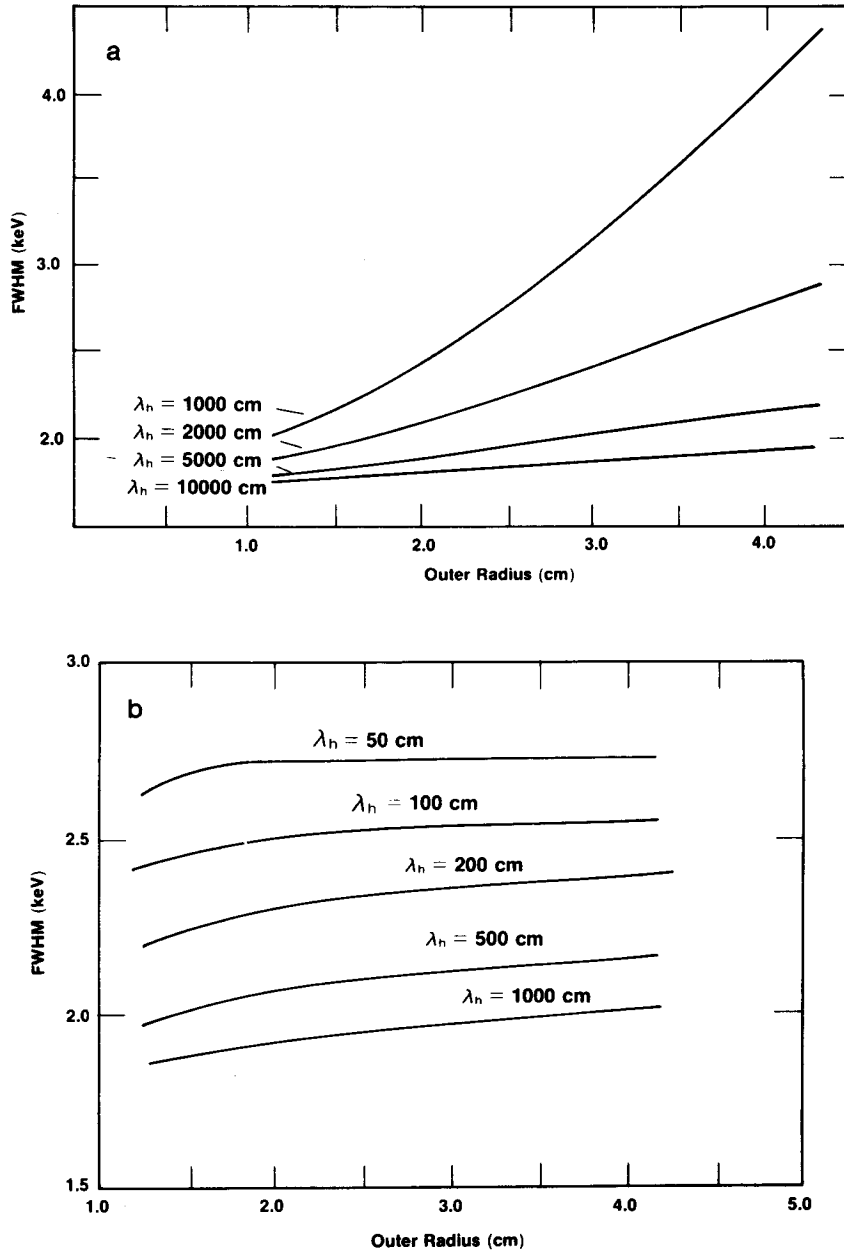 a
4.0
3.0
2.0
FWHM (keV)
λh = 1000 cm
λh = 2000 cm
λh = 5000 cm
λh = 10000 cm
1.0 2.0 3.0 4.0
Outer Radius (cm)
b
3.0
2.5
2.0
1.5
FWHM (keV)
λh = 50 cm
λh = 100 cm
λh = 200 cm
λh = 500 cm
λh = 1000 cm
1.0 2.0 3.0 4.0 5.0
Outer Radius (cm)